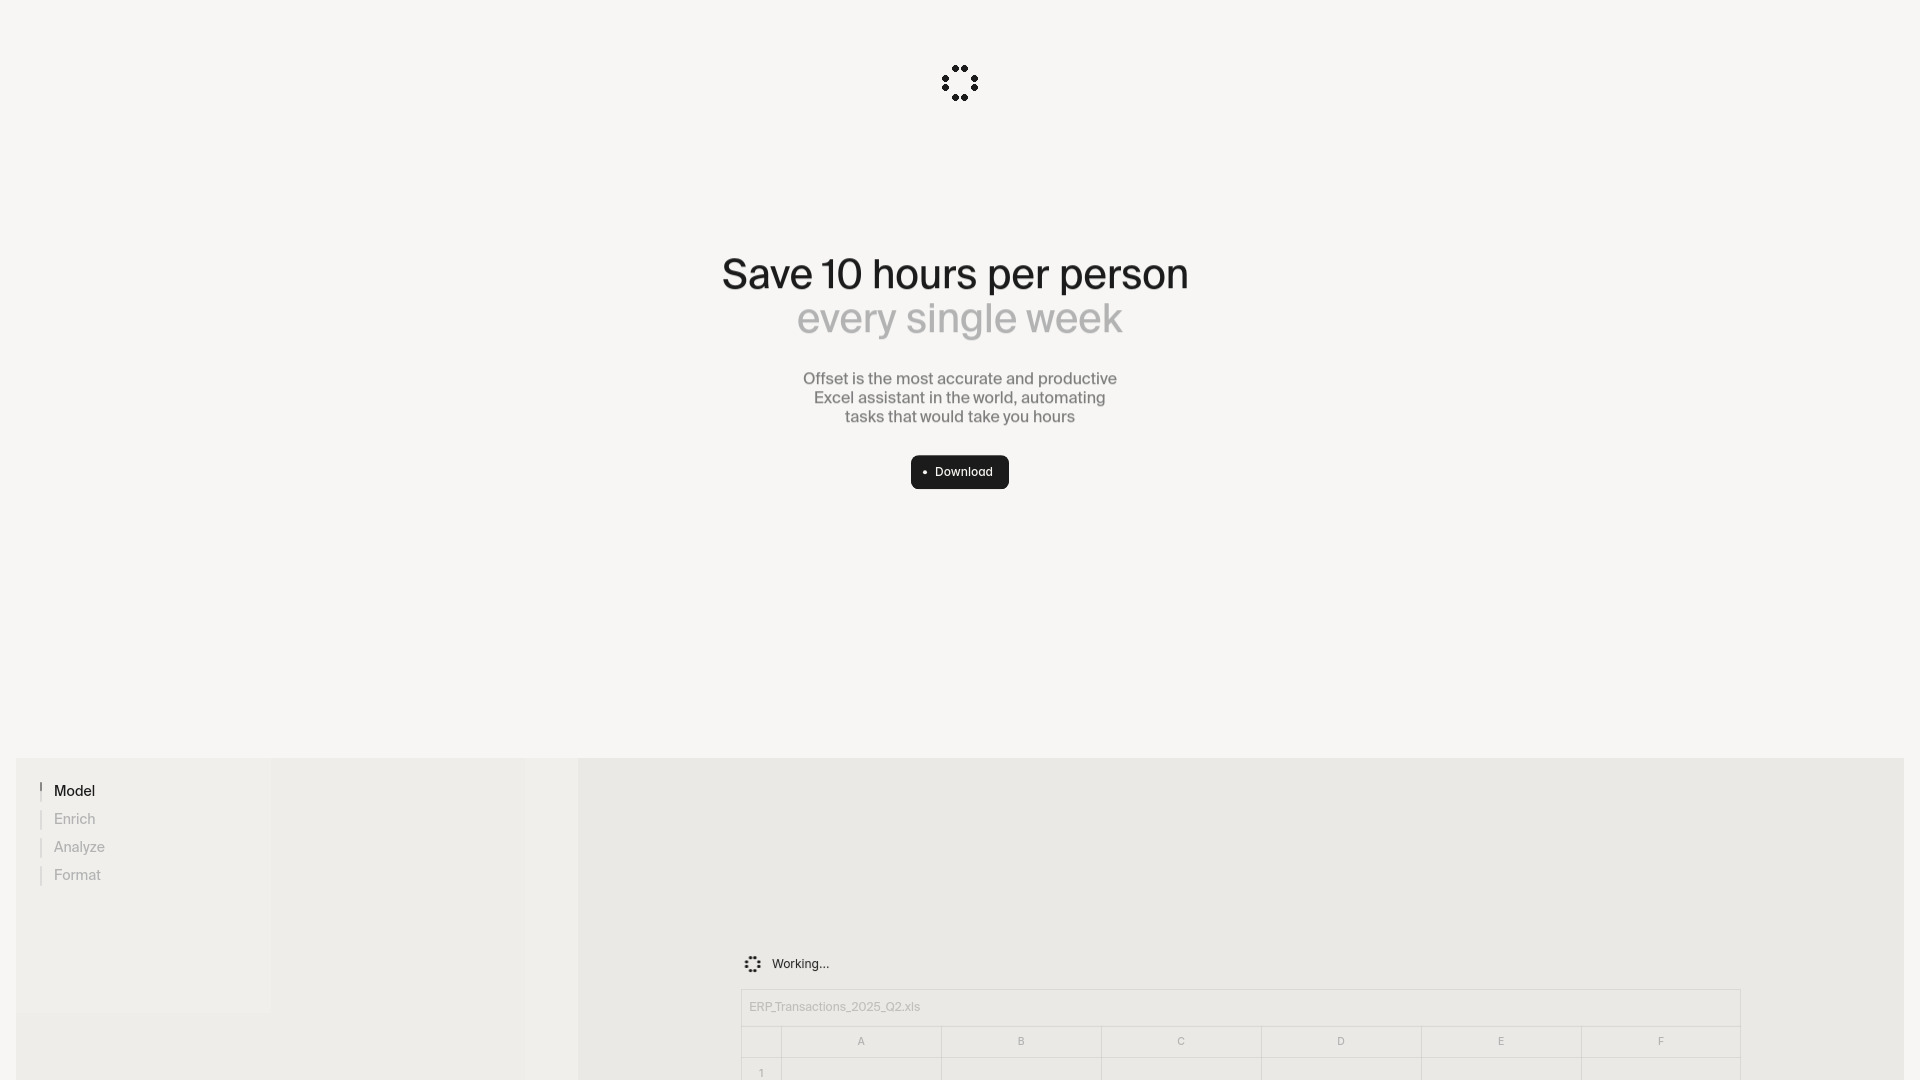 Save 10 hours per person
every single week
Offset is the most accurate and productive
Excel assistant in the world, automating
tasks that would take you hours
• Download
Model
Enrich
Analyze
Format
Working...
ERP_Transactions_2025_Q2.xls
A B C D E F
1